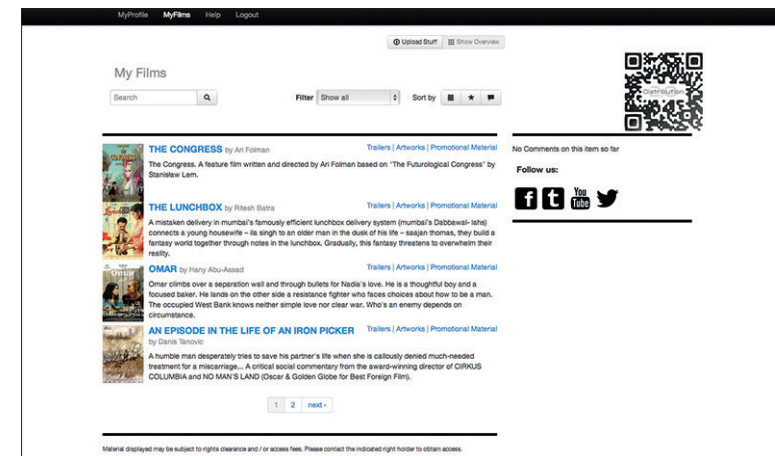 MyProfile MyFilms Help Logout
Upload Stuff Show Overview
My Films
Search
Filter Show all Sort by
Distribution
THE CONGRESS by Ari Folman Trailers | Artworks | Promotional Material
The Congress. A feature film written and directed by Ari Folman based on "The Futurological Congress" by
Stanisław Lem.
THE LUNCHBOX by Ritesh Batra Trailers | Artworks | Promotional Material
A mistaken delivery in mumbai's famously efficient lunchbox delivery system (mumbai's Dabbawal- lahs)
connects a young housewife – ila singh to an older man in the dusk of his life – saajan thomas, they build a
fantasy world together through notes in the lunchbox. Gradually, this fantasy threatens to overwhelm their
reality.
Omar
OMAR by Hany Abu-Assad Trailers | Artworks | Promotional Material
Omar climbs over a separation wall and through bullets for Nadia's love. He is a thoughtful boy and a
focused baker. He lands on the other side a resistance fighter who faces choices about how to be a man.
The occupied West Bank knows neither simple love nor clear war. Who's an enemy depends on
circumstance.
AN EPISODE IN THE LIFE OF AN IRON PICKER Trailers | Artworks | Promotional Material
by Danis Tanovic
A humble man desperately tries to save his partner's life when she is callously denied much-needed
treatment for a miscarriage... A critical social commentary from the award-winning director of CIRKUS
COLUMBIA and NO MAN'S LAND (Oscar & Golden Globe for Best Foreign Film).
1 2 next ›
No Comments on this item so far
Follow us:
f t You Tube
Material displayed may be subject to rights clearance and / or access fees. Please contact the indicated right holder to obtain access.